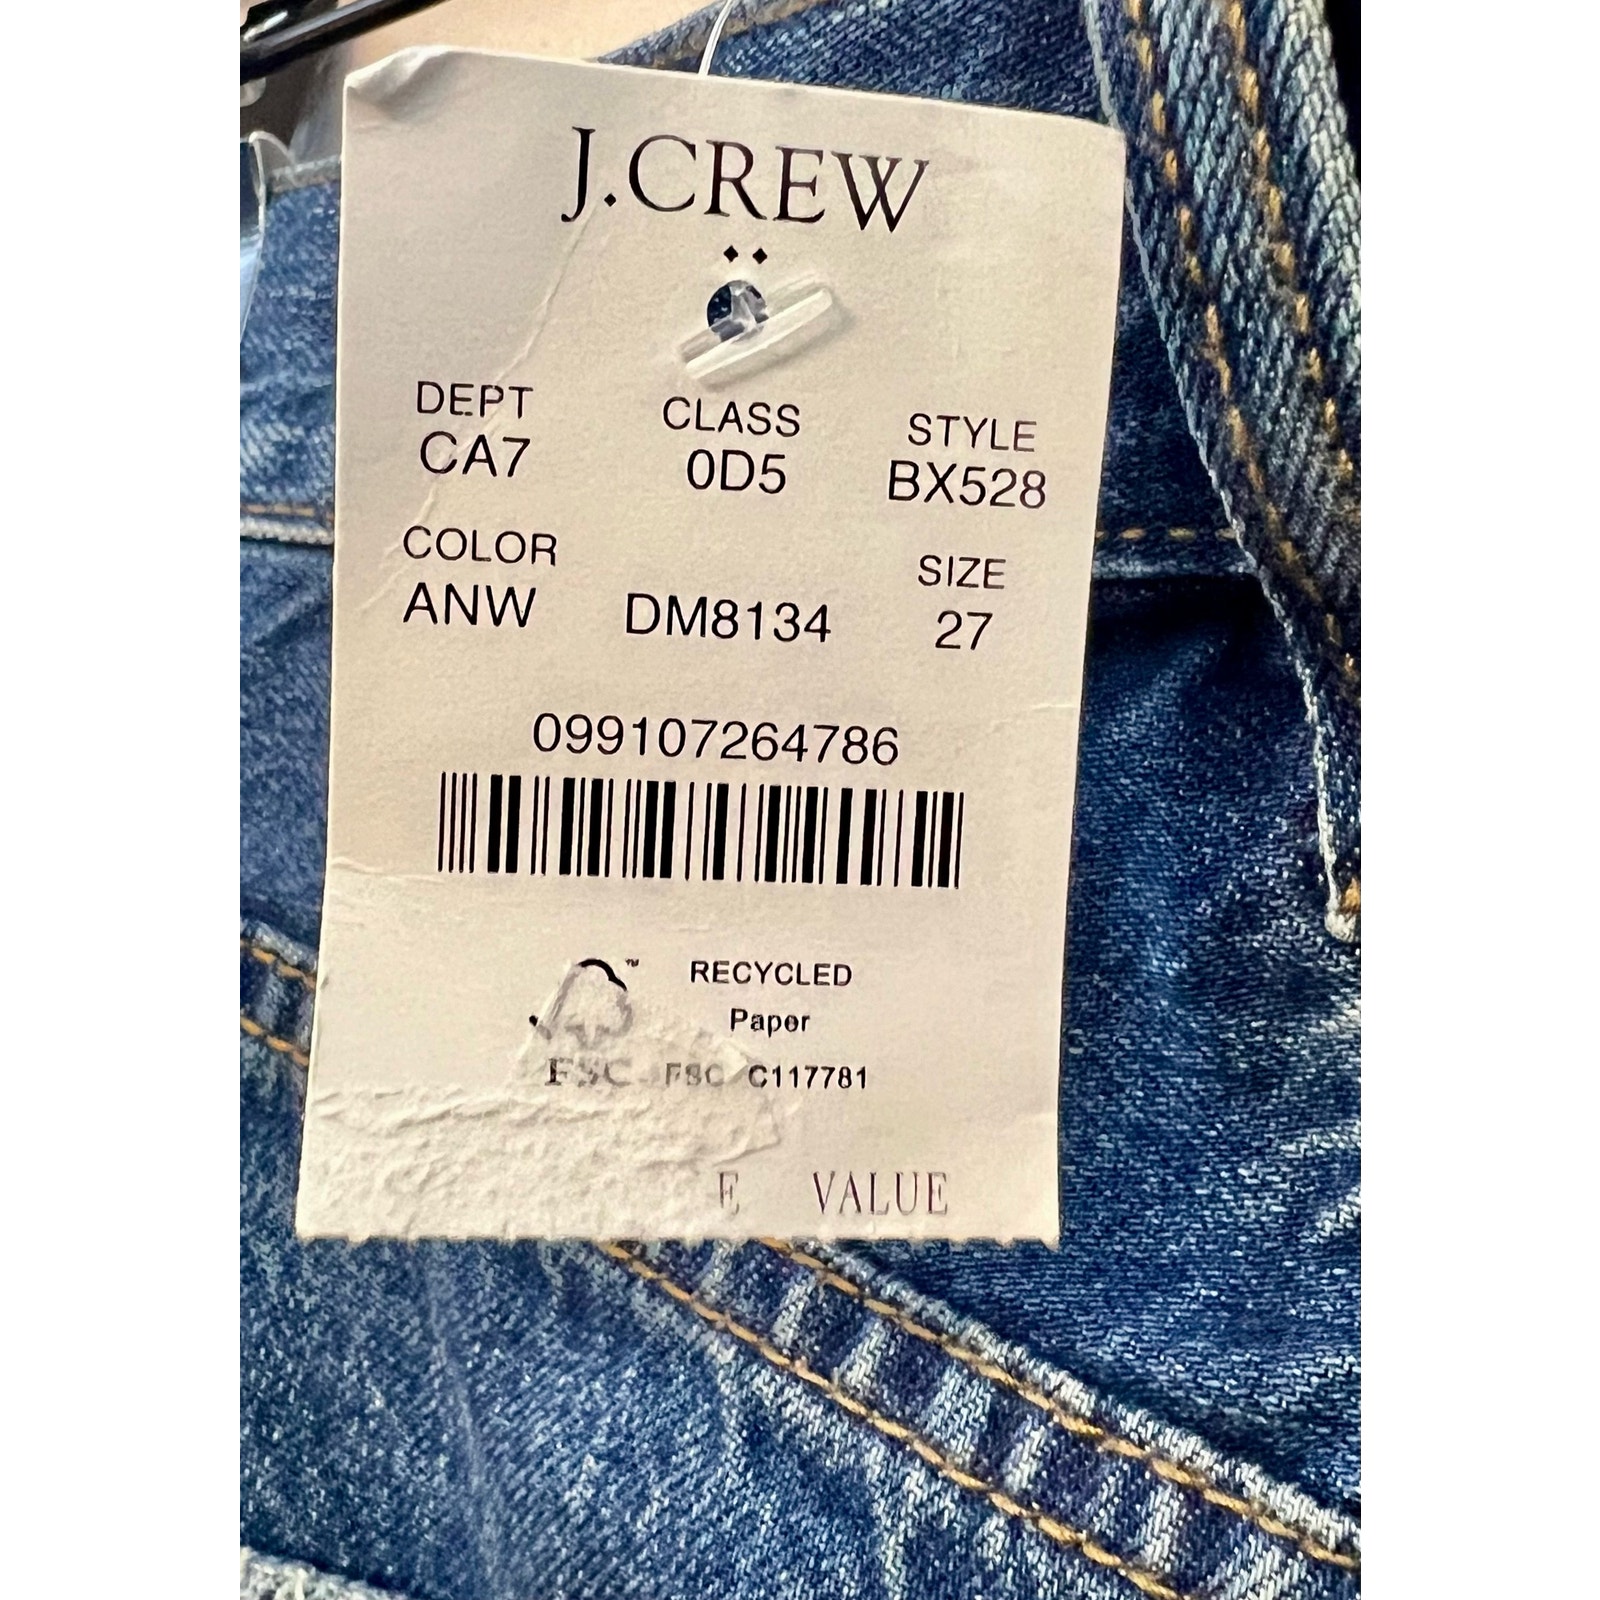 J.CREW
DEPT CLASS STYLE
CA7 0D5 BX528
COLOR SIZE
ANW DM8134 27
099107264786
™ RECYCLED
Paper
FSC FSC C117781
E VALUE